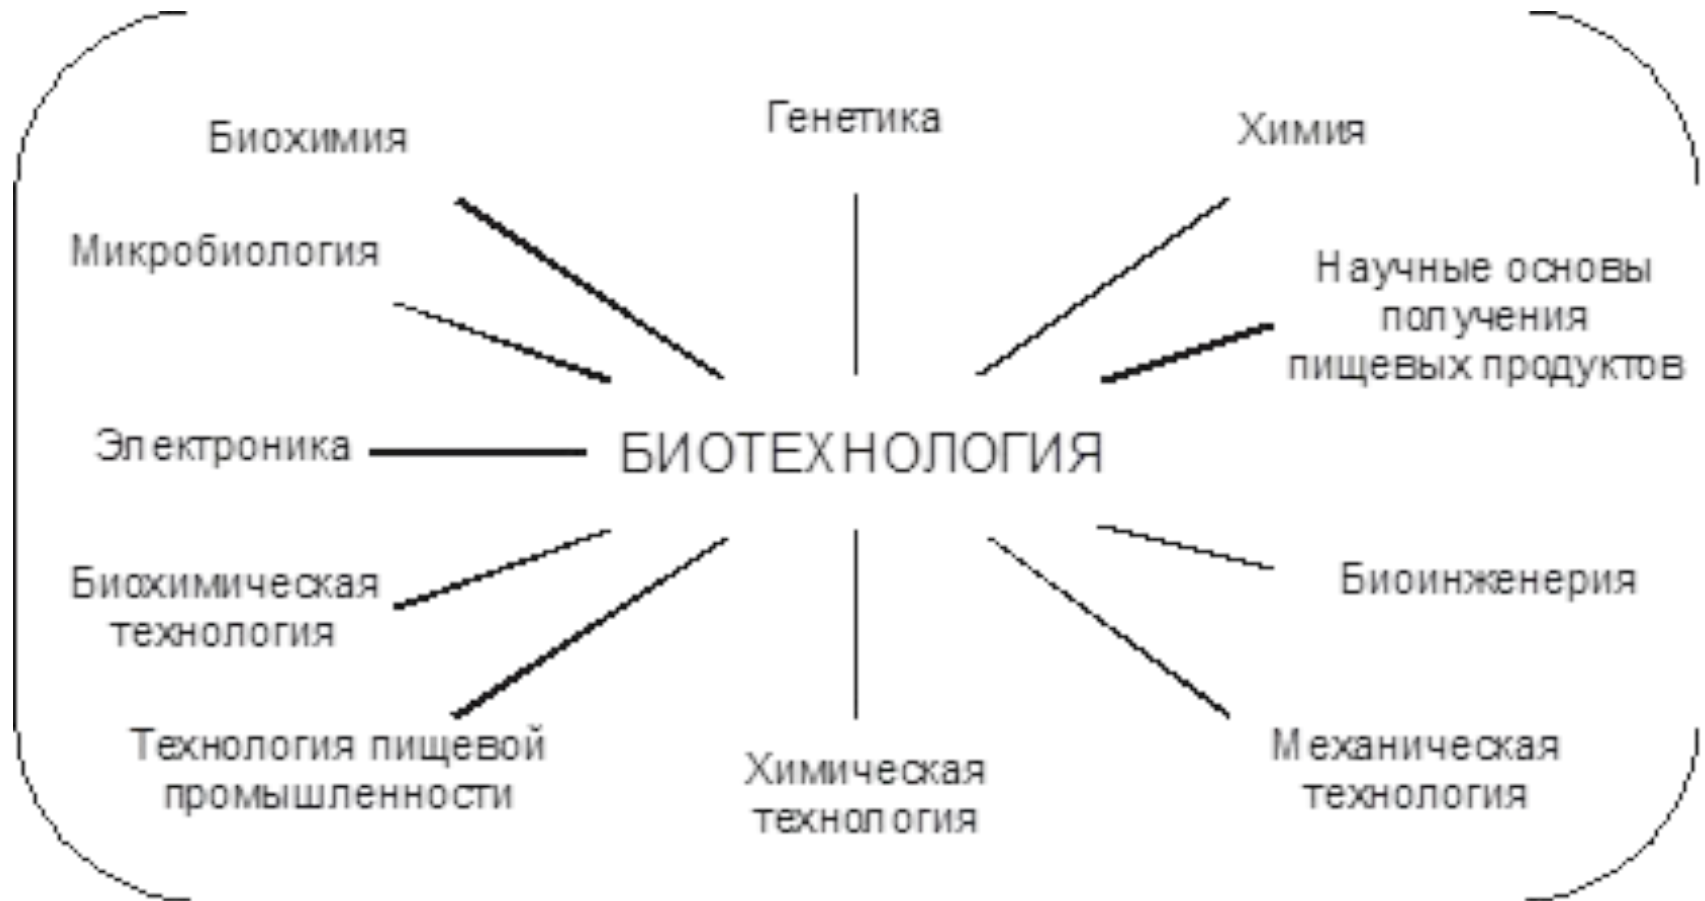 Биохимия
Генетика
Химия
Микробиология
Научные основы
получения
пищевых продуктов
Электроника
БИОТЕХНОЛОГИЯ
Биохимическая
технология
Биоинженерия
Технология пищевой
промышленности
Химическая
технология
Механическая
технология